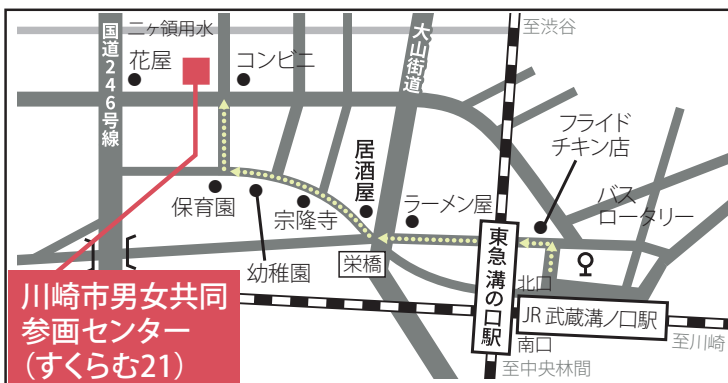 二ヶ領用水
至渋谷
花屋
コンビニ
国道246号線
大山街道
フライド
チキン店
居酒屋
ラーメン屋
バス
ロータリー
保育園
宗隆寺
幼稚園
栄橋
東急 溝の口駅
北口
JR 武蔵溝ノ口駅
南口
至川崎
至中央林間
川崎市男女共同
参画センター
（すくらむ21）